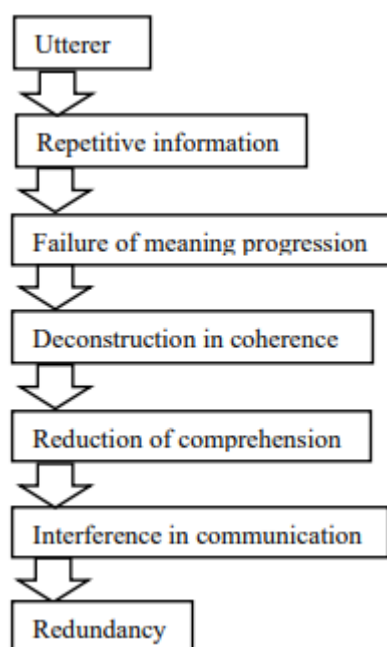 Utterer
Repetitive information
Failure of meaning progression
Deconstruction in coherence
Reduction of comprehension
Interference in communication
Redundancy